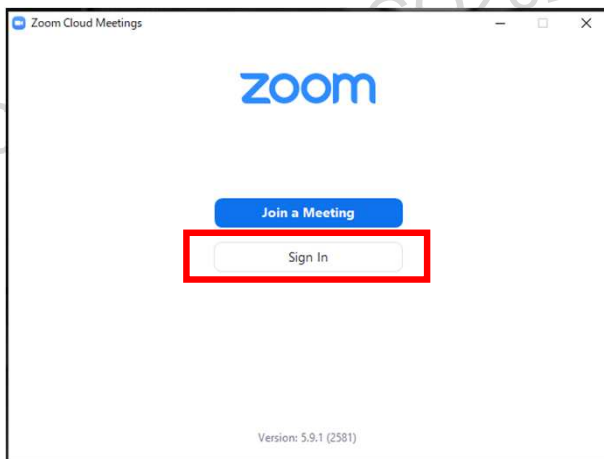 Zoom Cloud Meetings
zoom
Join a Meeting
Sign In
Version: 5.9.1 (2581)